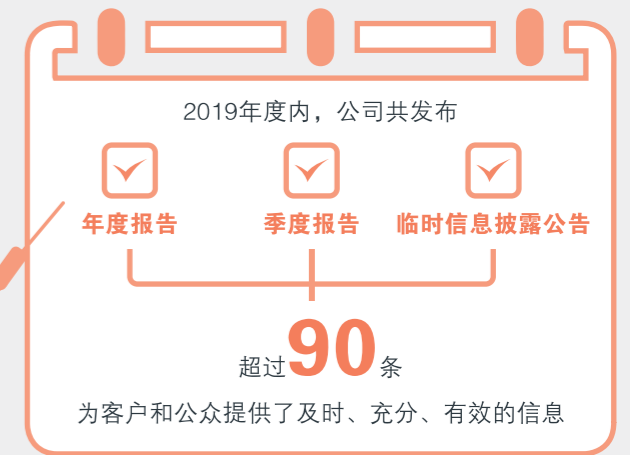 2019年度内，公司共发布
年度报告 季度报告 临时信息披露公告
超过90条
为客户和公众提供了及时、充分、有效的信息